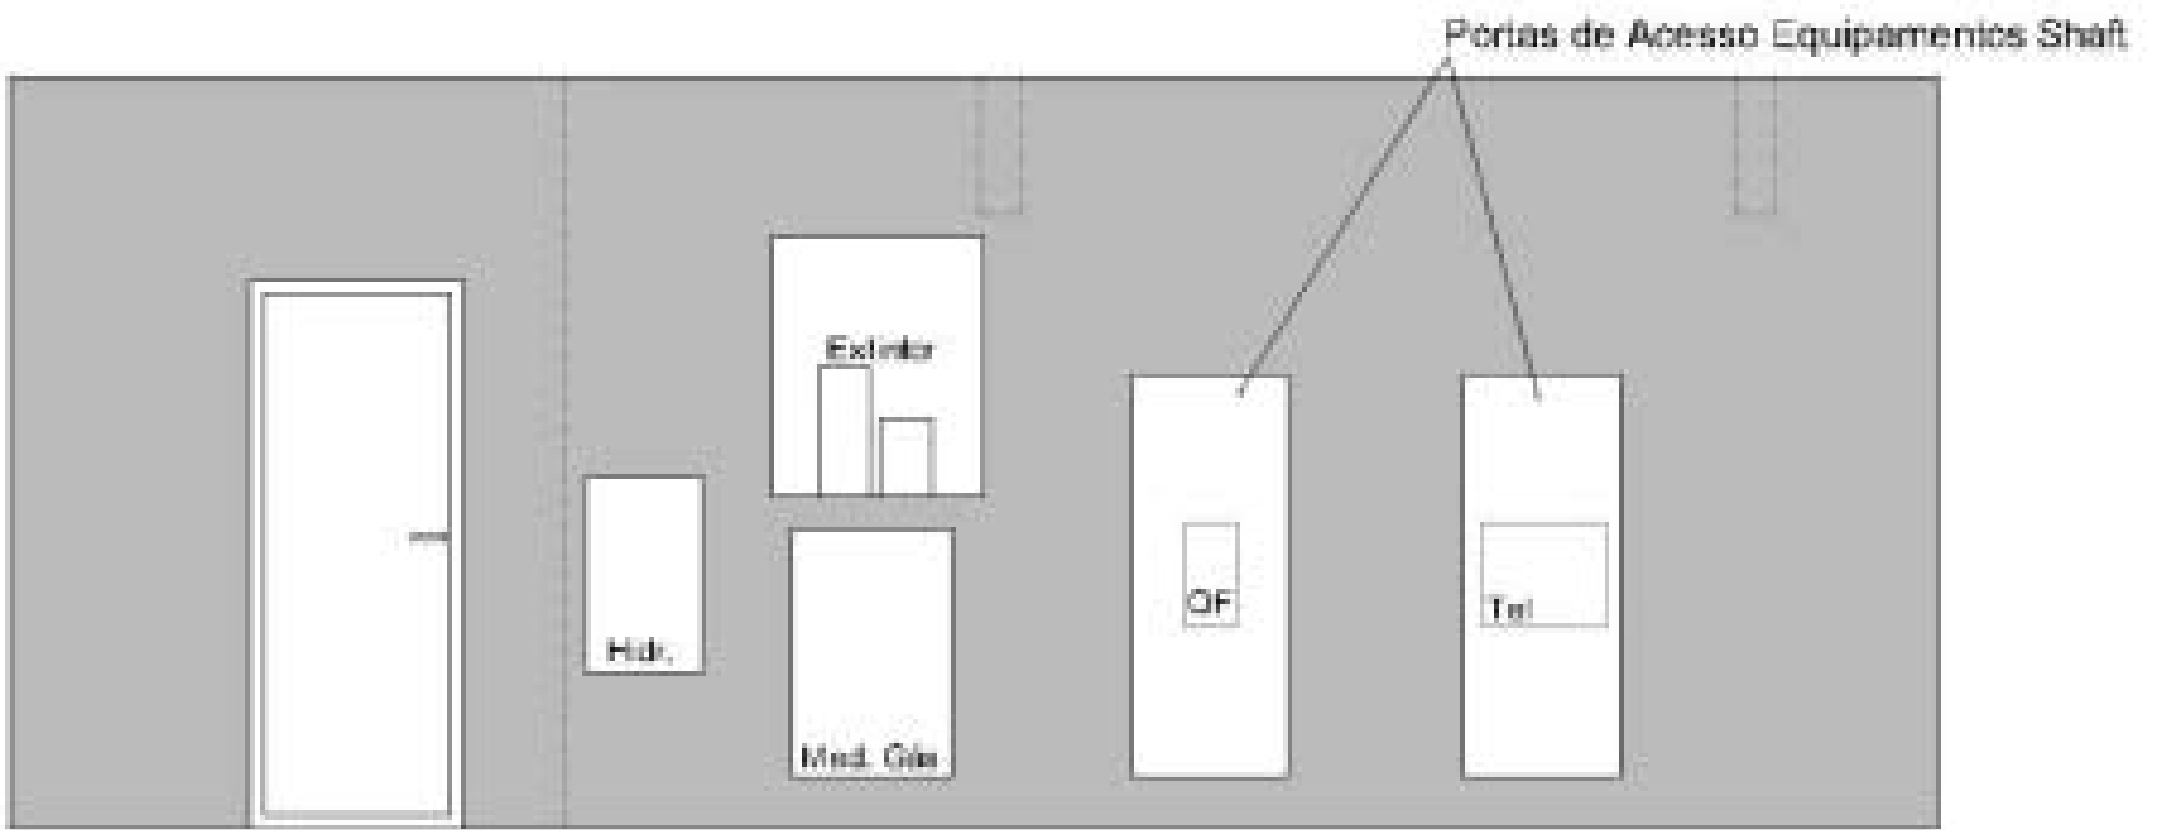 Portas de Acesso Equipamentos Shaft
Extintor
Hidr.
Med. Gás
QF
Tel